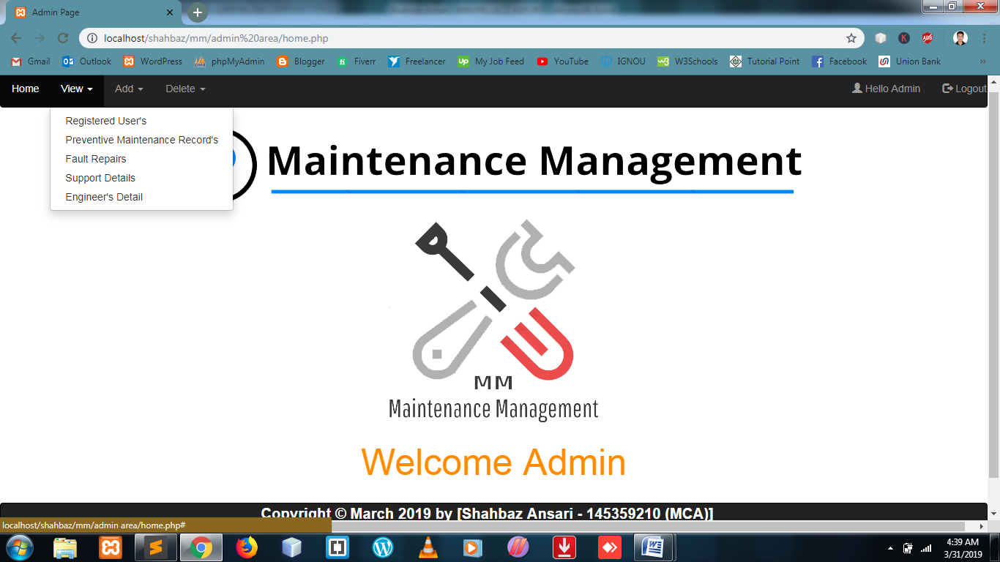 Admin Page
localhost/shahbaz/mm/admin%20area/home.php
Gmail Outlook WordPress phpMyAdmin Blogger Fiverr Freelancer My Job Feed YouTube IGNOU W3Schools Tutorial Point Facebook Union Bank
Home View Add Delete Hello Admin Logout
Registered User's
Preventive Maintenance Record's
Fault Repairs
Support Details
Engineer's Detail
Maintenance Management
MM
Maintenance Management
Welcome Admin
Copyright © March 2019 by [Shahbaz Ansari - 145359210 (MCA)]
localhost/shahbaz/mm/admin area/home.php#
4:39 AM
3/31/2019